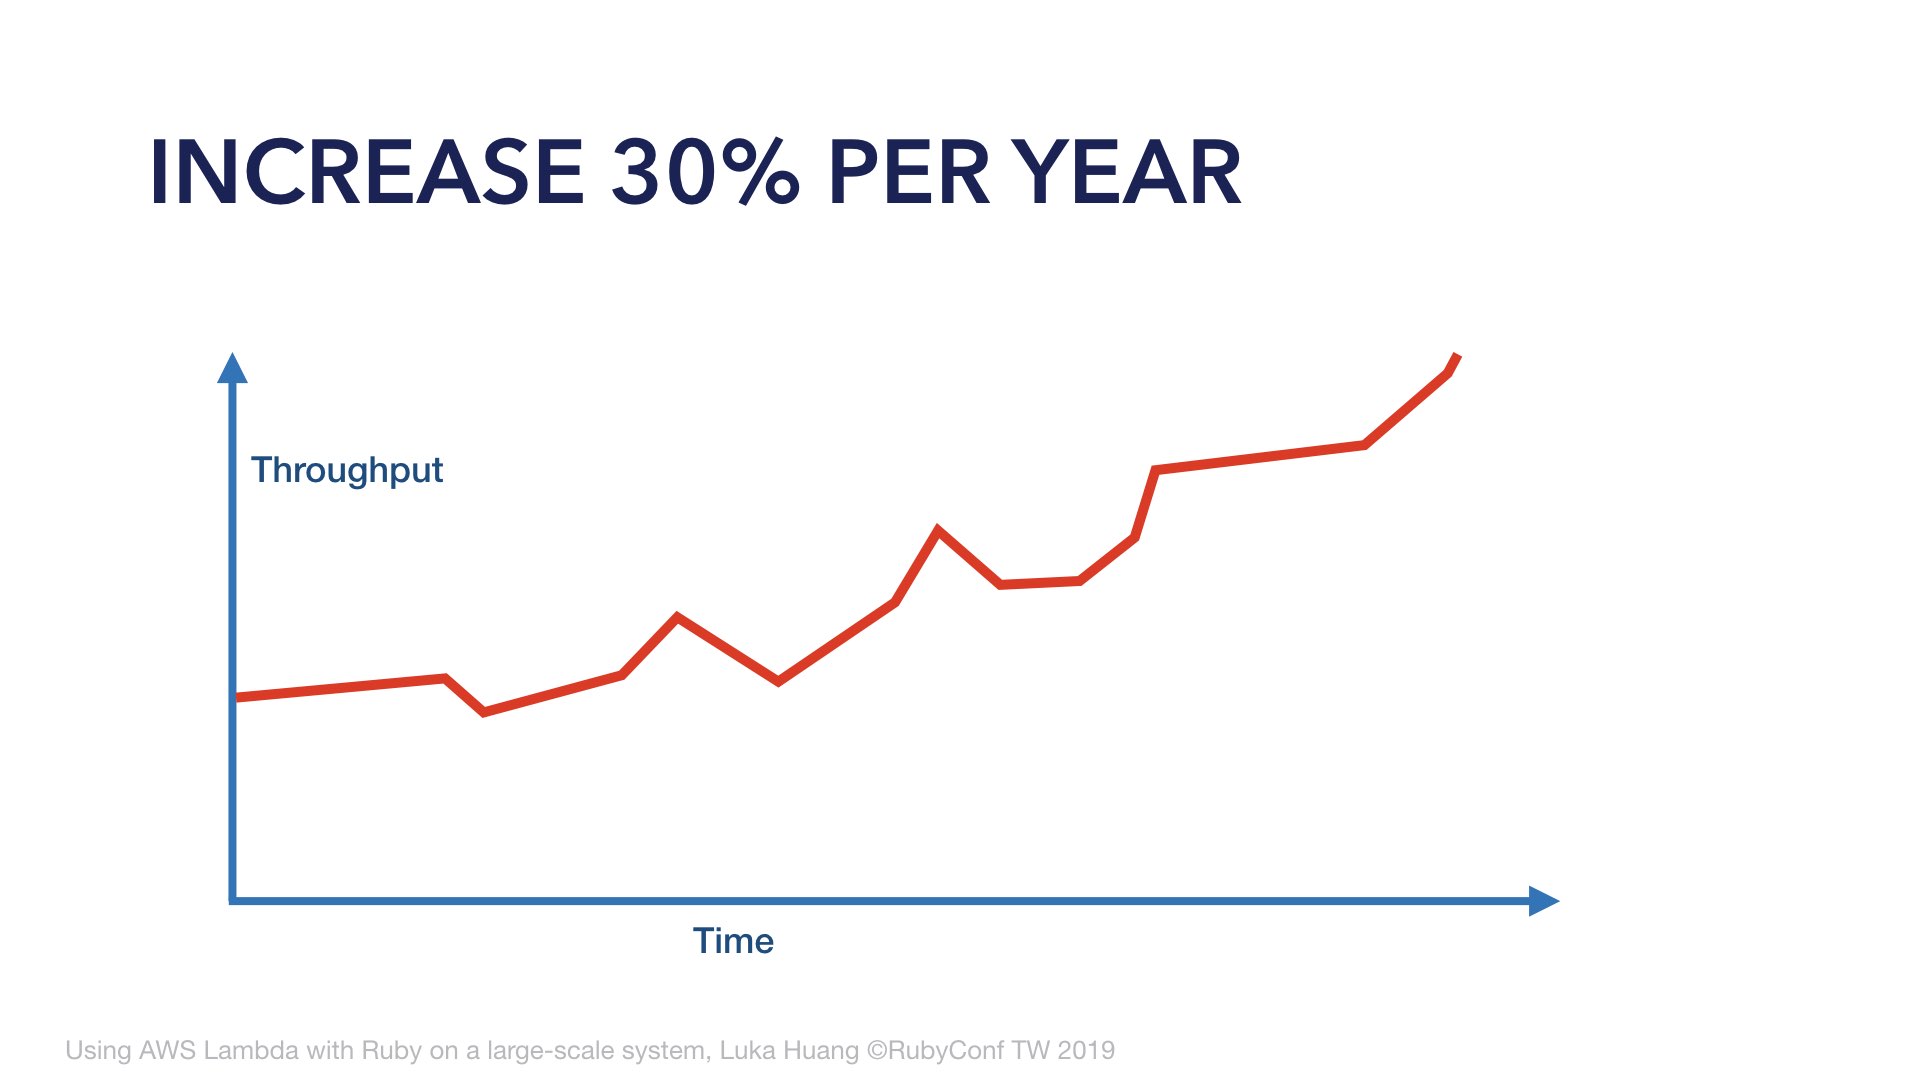 INCREASE 30% PER YEAR
Throughput
Time
Using AWS Lambda with Ruby on a large-scale system, Luka Huang ©RubyConf TW 2019